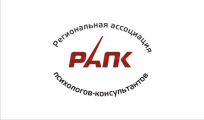 Региональная ассоциация
РАПК
психологов-консультантов